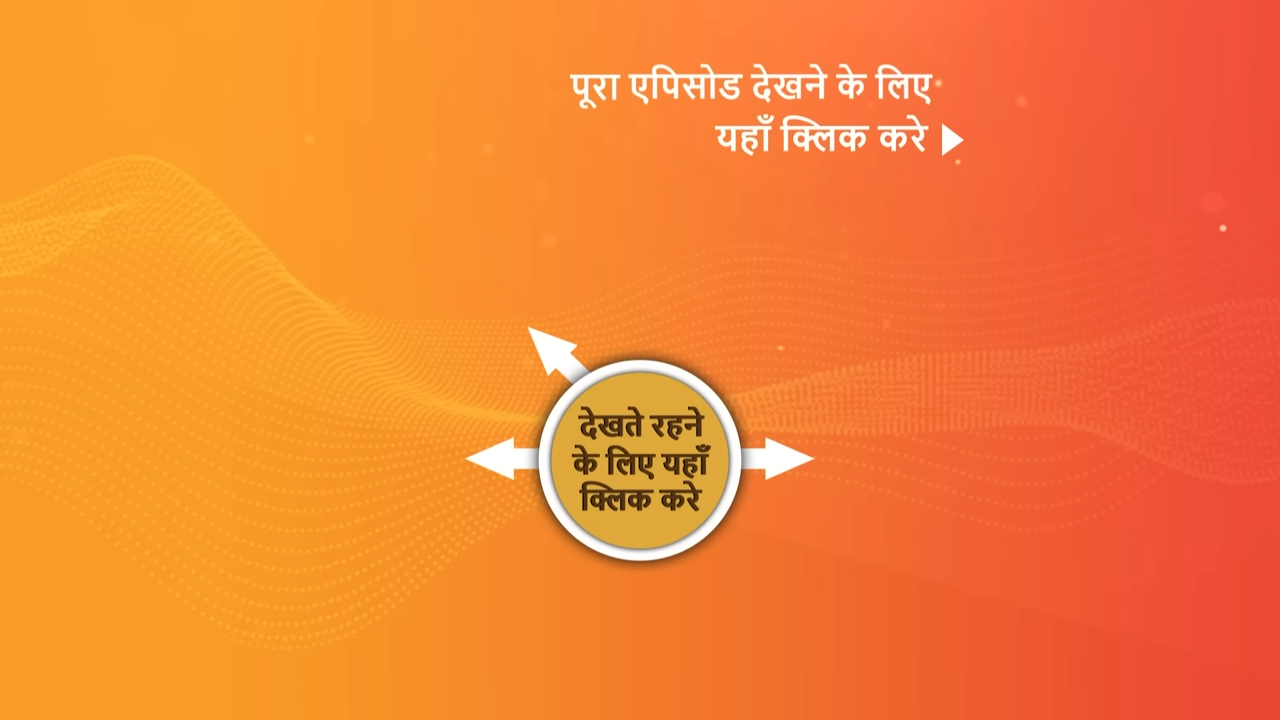 पूरा एपिसोड देखने के लिए
यहाँ क्लिक करे
देखते रहने
के लिए यहाँ
क्लिक करे